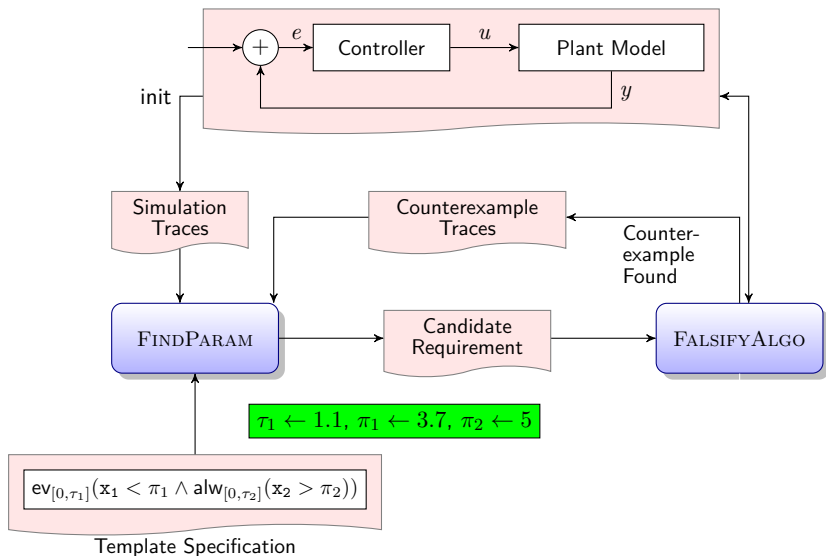 +
e
Controller
u
Plant Model
y
init
Simulation
Traces
Counterexample
Traces
Counter-
example
Found
FINDPARAM
Candidate
Requirement
FALSIFYALGO
τ₁ ← 1.1, π₁ ← 3.7, π₂ ← 5
ev[0,τ₁](x₁ < π₁ ∧ alw[0,τ₂](x₂ > π₂))
Template Specification